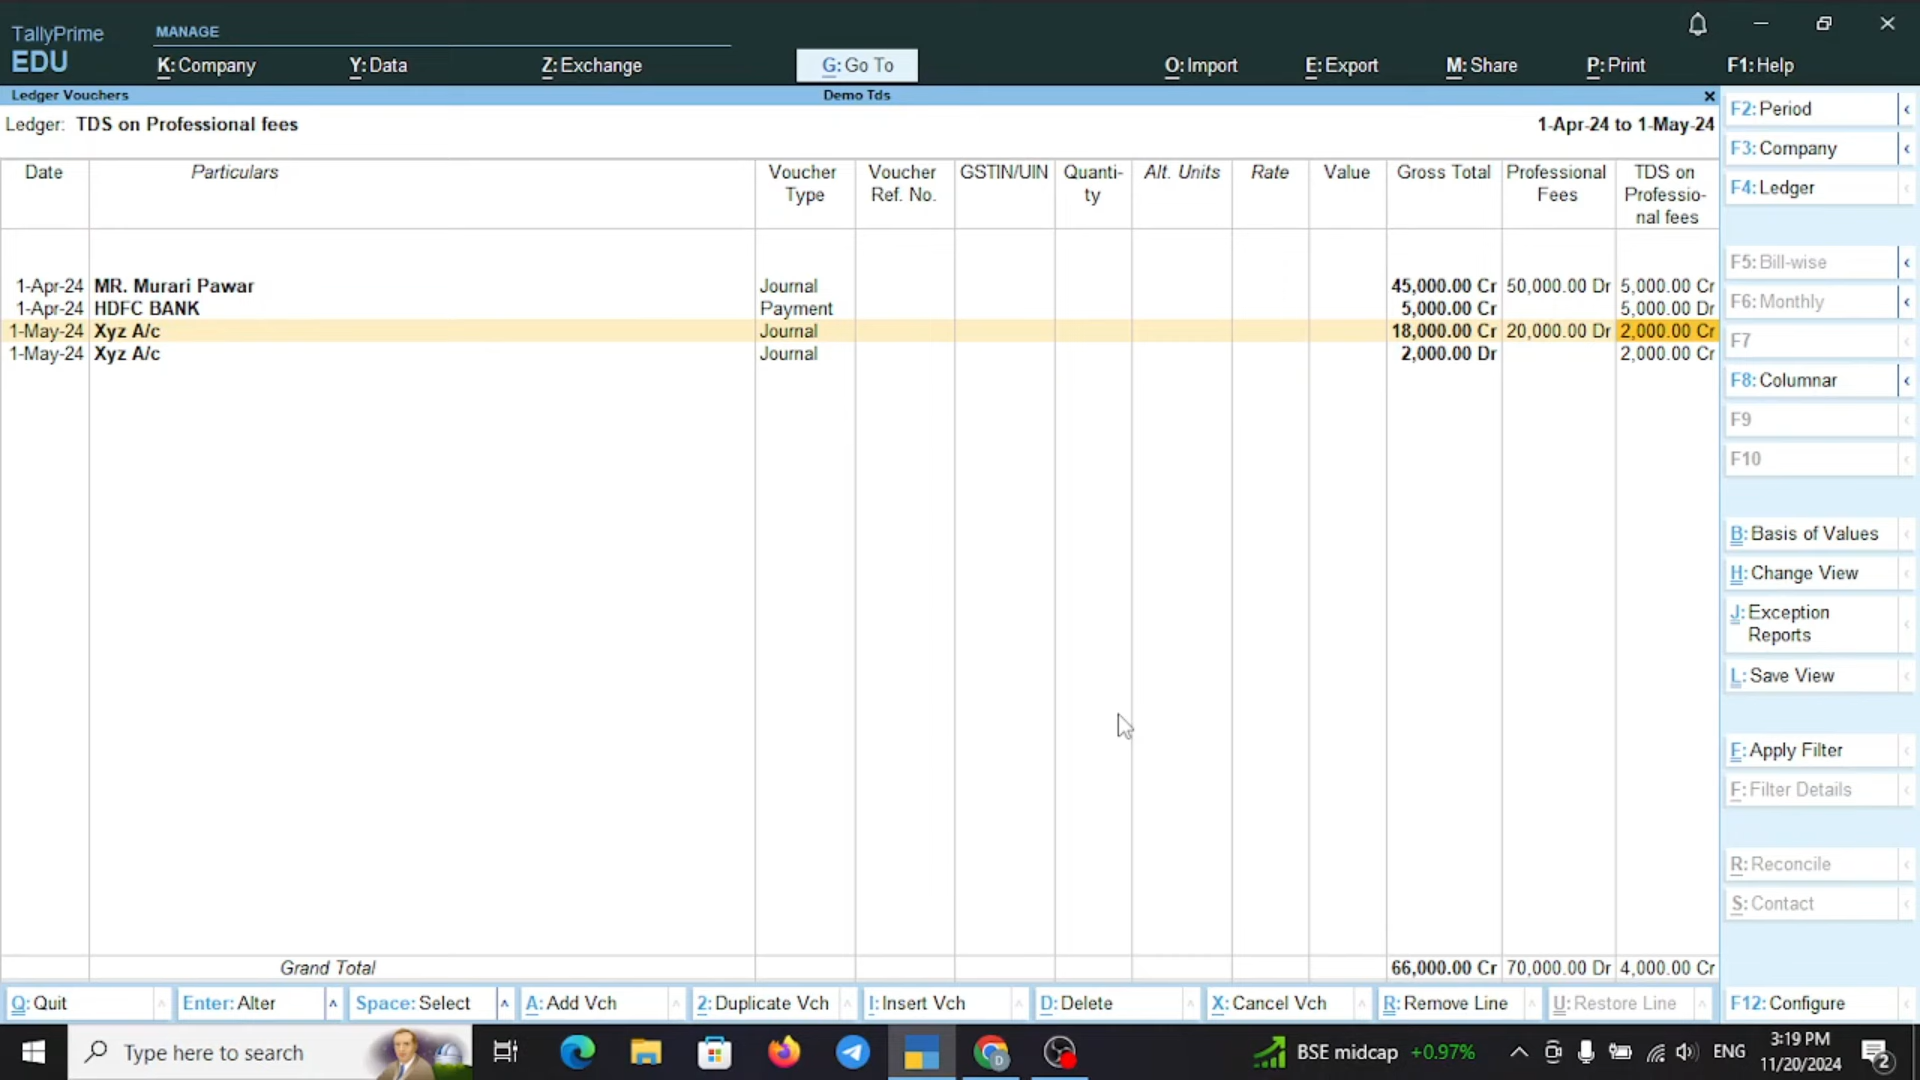 TallyPrime
EDU
MANAGE
K: Company
Y: Data
Z: Exchange
G: Go To
O: Import
E: Export
M: Share
P: Print
F1: Help
Ledger Vouchers
Demo Tds
Ledger: TDS on Professional fees
1-Apr-24 to 1-May-24
Date Particulars Voucher Type Voucher Ref. No. GSTIN/UIN Quanti-ty Alt. Units Rate Value Gross Total Professional Fees TDS on Professio-nal fees
1-Apr-24 MR. Murari Pawar Journal 45,000.00 Cr 50,000.00 Dr 5,000.00 Cr
1-Apr-24 HDFC BANK Payment 5,000.00 Cr 5,000.00 Dr
1-May-24 Xyz A/c Journal 18,000.00 Cr 20,000.00 Dr 2,000.00 Cr
1-May-24 Xyz A/c Journal 2,000.00 Dr 2,000.00 Cr
Grand Total 66,000.00 Cr 70,000.00 Dr 4,000.00 Cr
F2: Period
F3: Company
F4: Ledger
F5: Bill-wise
F6: Monthly
F7
F8: Columnar
F9
F10
B: Basis of Values
H: Change View
J: Exception
Reports
L: Save View
F: Apply Filter
F: Filter Details
R: Reconcile
S: Contact
F12: Configure
Q: Quit
Enter: Alter
Space: Select
A: Add Vch
2: Duplicate Vch
I: Insert Vch
D: Delete
X: Cancel Vch
R: Remove Line
U: Restore Line
Type here to search
BSE midcap +0.97%
ENG
3:19 PM
11/20/2024
2